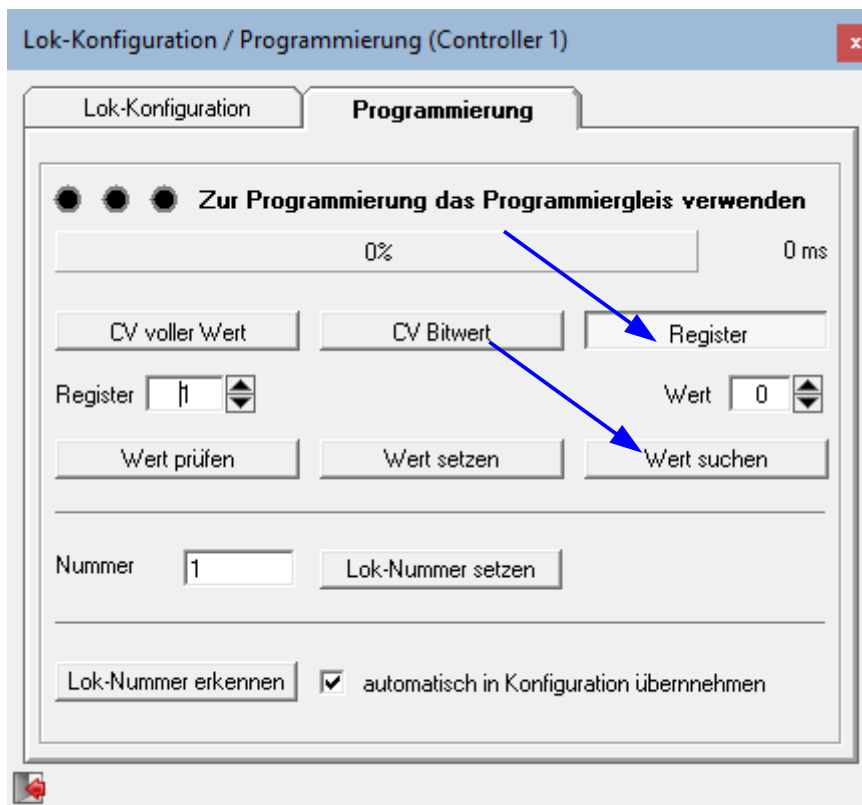 Lok-Konfiguration / Programmierung (Controller 1)
x
Lok-Konfiguration Programmierung
Zur Programmierung das Programmiergleis verwenden
0% 0 ms
CV voller Wert CV Bitwert Register
Register 1 Wert 0
Wert prüfen Wert setzen Wert suchen
Nummer 1 Lok-Nummer setzen
Lok-Nummer erkennen automatisch in Konfiguration übernnehmen